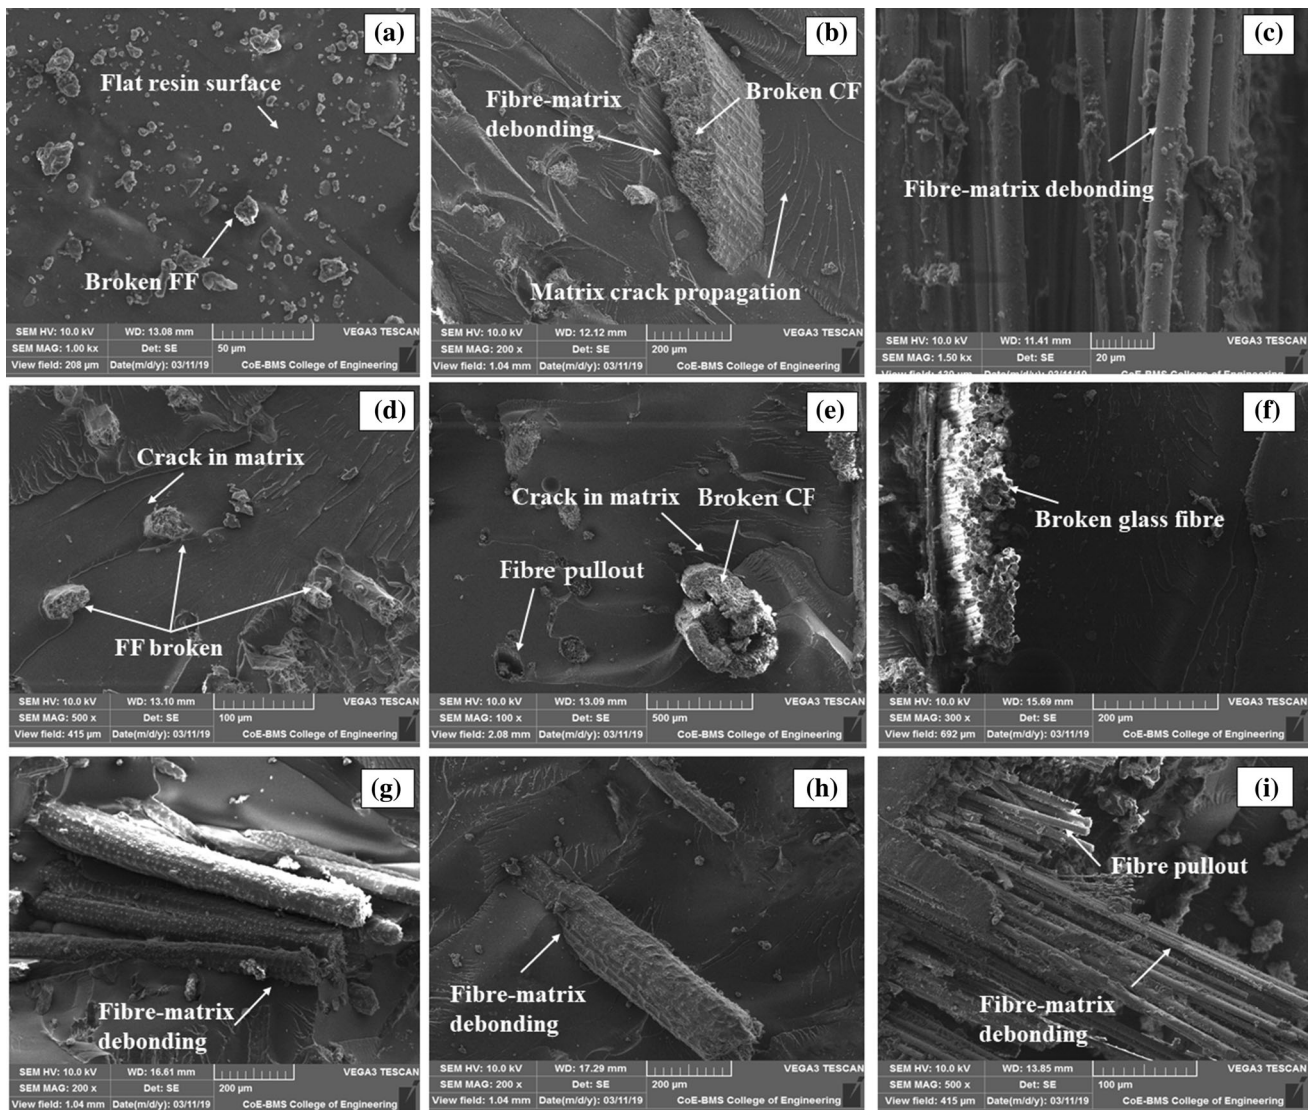 (a)
Flat resin surface
Broken FF
SEM HV: 10.0 kV WD: 13.08 mm VEGA3 TESCAN
SEM MAG: 1.00 kx Det: SE 50 µm
View field: 208 µm Date(m/d/y): 03/11/19 CoE-BMS College of Engineering
(b)
Broken CF
Fibre-matrix
debonding
Matrix crack propagation
SEM HV: 10.0 kV WD: 12.12 mm VEGA3 TESCAN
SEM MAG: 200 x Det: SE 200 µm
View field: 1.04 mm Date(m/d/y): 03/11/19 CoE-BMS College of Engineering
(c)
Fibre-matrix debonding
SEM HV: 10.0 kV WD: 11.41 mm VEGA3 TESCAN
SEM MAG: 1.50 kx Det: SE 20 µm
View field: 139 µm Date(m/d/y): 03/11/19 CoE-BMS College of Engineering
(d)
Crack in matrix
FF broken
SEM HV: 10.0 kV WD: 13.10 mm VEGA3 TESCAN
SEM MAG: 500 x Det: SE 100 µm
View field: 415 µm Date(m/d/y): 03/11/19 CoE-BMS College of Engineering
(e)
Crack in matrix Broken CF
Fibre pullout
SEM HV: 10.0 kV WD: 13.09 mm VEGA3 TESCAN
SEM MAG: 100 x Det: SE 500 µm
View field: 2.08 mm Date(m/d/y): 03/11/19 CoE-BMS College of Engineering
(f)
Broken glass fibre
SEM HV: 10.0 kV WD: 15.69 mm VEGA3 TESCAN
SEM MAG: 300 x Det: SE 200 µm
View field: 692 µm Date(m/d/y): 03/11/19 CoE-BMS College of Engineering
(g)
Fibre-matrix
debonding
SEM HV: 10.0 kV WD: 16.61 mm VEGA3 TESCAN
SEM MAG: 200 x Det: SE 200 µm
View field: 1.04 mm Date(m/d/y): 03/11/19 CoE-BMS College of Engineering
(h)
Fibre-matrix
debonding
SEM HV: 10.0 kV WD: 17.29 mm VEGA3 TESCAN
SEM MAG: 200 x Det: SE 200 µm
View field: 1.04 mm Date(m/d/y): 03/11/19 CoE-BMS College of Engineering
(i)
Fibre pullout
Fibre-matrix
debonding
SEM HV: 10.0 kV WD: 13.85 mm VEGA3 TESCAN
SEM MAG: 500 x Det: SE 100 µm
View field: 415 µm Date(m/d/y): 03/11/19 CoE-BMS College of Engineering